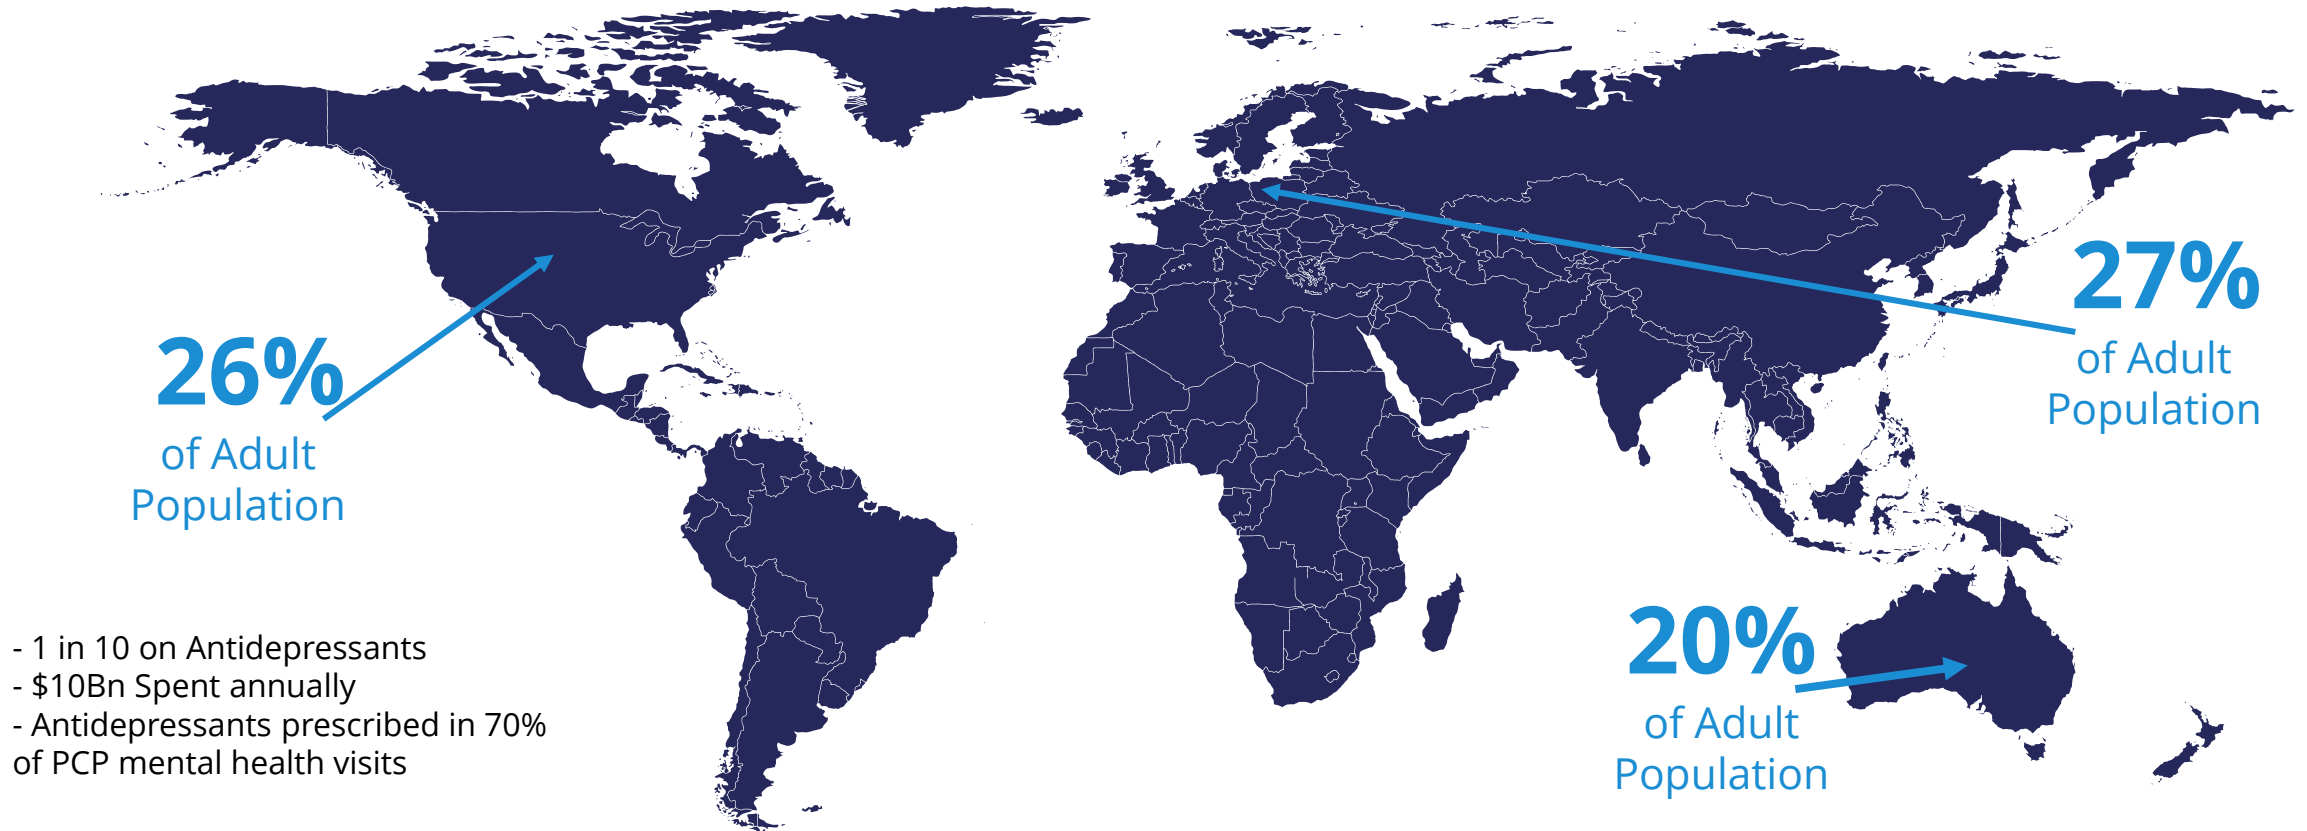 27%
of Adult
Population
26%
of Adult
Population
20%
of Adult
Population
- 1 in 10 on Antidepressants
- $10Bn Spent annually
- Antidepressants prescribed in 70%
of PCP mental health visits